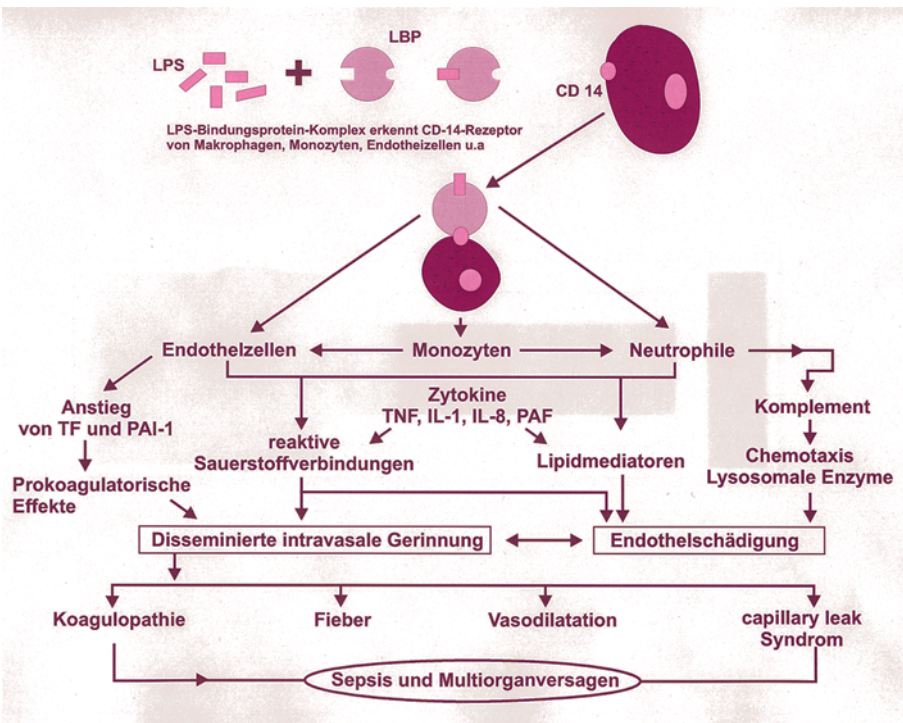 LBP
LPS
CD 14
LPS-Bindungsprotein-Komplex erkennt CD-14-Rezeptor
von Makrophagen, Monozyten, Endotheizellen u.a
Endothelzellen
Monozyten
Neutrophile
Anstieg
von TF und PAI-1
Zytokine
TNF, IL-1, IL-8, PAF
Komplement
reaktive
Sauerstoffverbindungen
Lipidmediatoren
Chemotaxis
Lysosomale Enzyme
Prokoagulatorische
Effekte
Disseminierte intravasale Gerinnung
Endothelschädigung
Koagulopathie
Fieber
Vasodilatation
capillary leak
Syndrom
Sepsis und Multiorganversagen